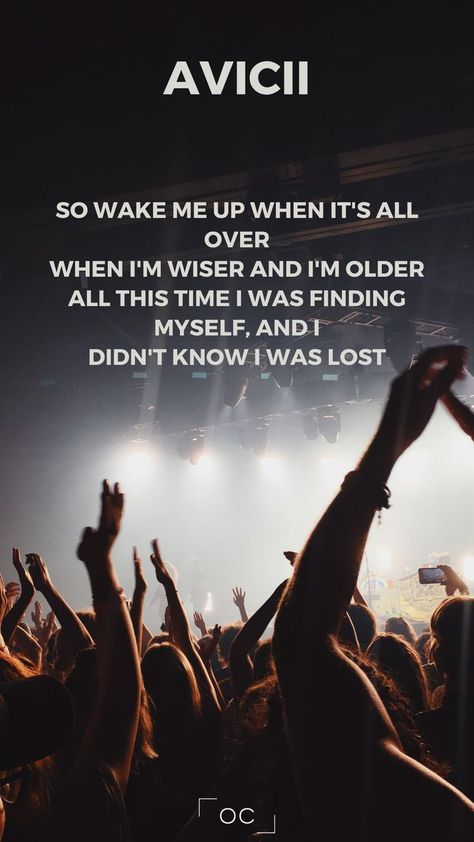 AVICII
SO WAKE ME UP WHEN IT'S ALL
OVER
WHEN I'M WISER AND I'M OLDER
ALL THIS TIME I WAS FINDING
MYSELF, AND I
DIDN'T KNOW I WAS LOST
OC